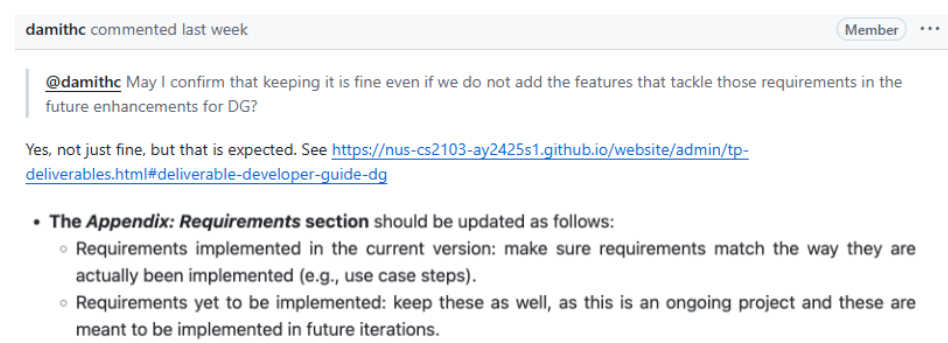 damithc commented last week
Member
...
@damithc May I confirm that keeping it is fine even if we do not add the features that tackle those requirements in the
future enhancements for DG?
Yes, not just fine, but that is expected. See https://nus-cs2103-ay2425s1.github.io/website/admin/tp-
deliverables.html#deliverable-developer-guide-dg
• The Appendix: Requirements section should be updated as follows:
◦ Requirements implemented in the current version: make sure requirements match the way they are
actually been implemented (e.g., use case steps).
◦ Requirements yet to be implemented: keep these as well, as this is an ongoing project and these are
meant to be implemented in future iterations.